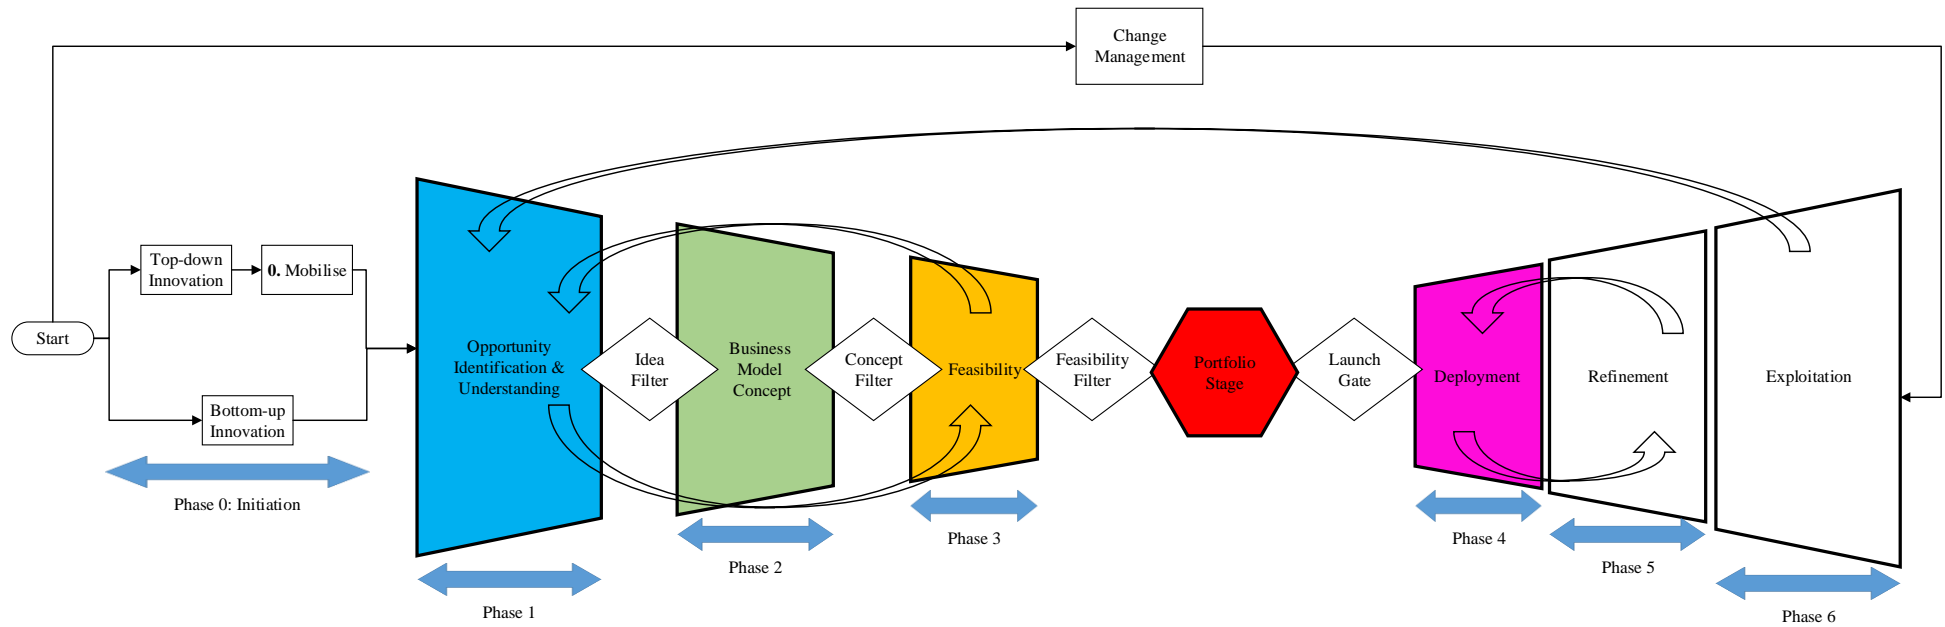 Change
Management
Start
Top-down
Innovation
0. Mobilise
Bottom-up
Innovation
Phase 0: Initiation
Opportunity
Identification &
Understanding
Phase 1
Idea
Filter
Business
Model
Concept
Phase 2
Concept
Filter
Feasibility
Phase 3
Feasibility
Filter
Portfolio
Stage
Launch
Gate
Deployment
Phase 4
Refinement
Phase 5
Exploitation
Phase 6